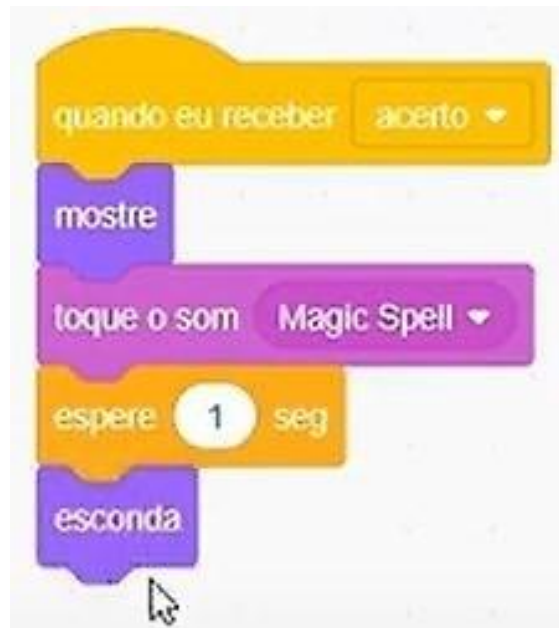 quando eu receber acerto
mostre
toque o som Magic Spell
espere 1 seg
esconda